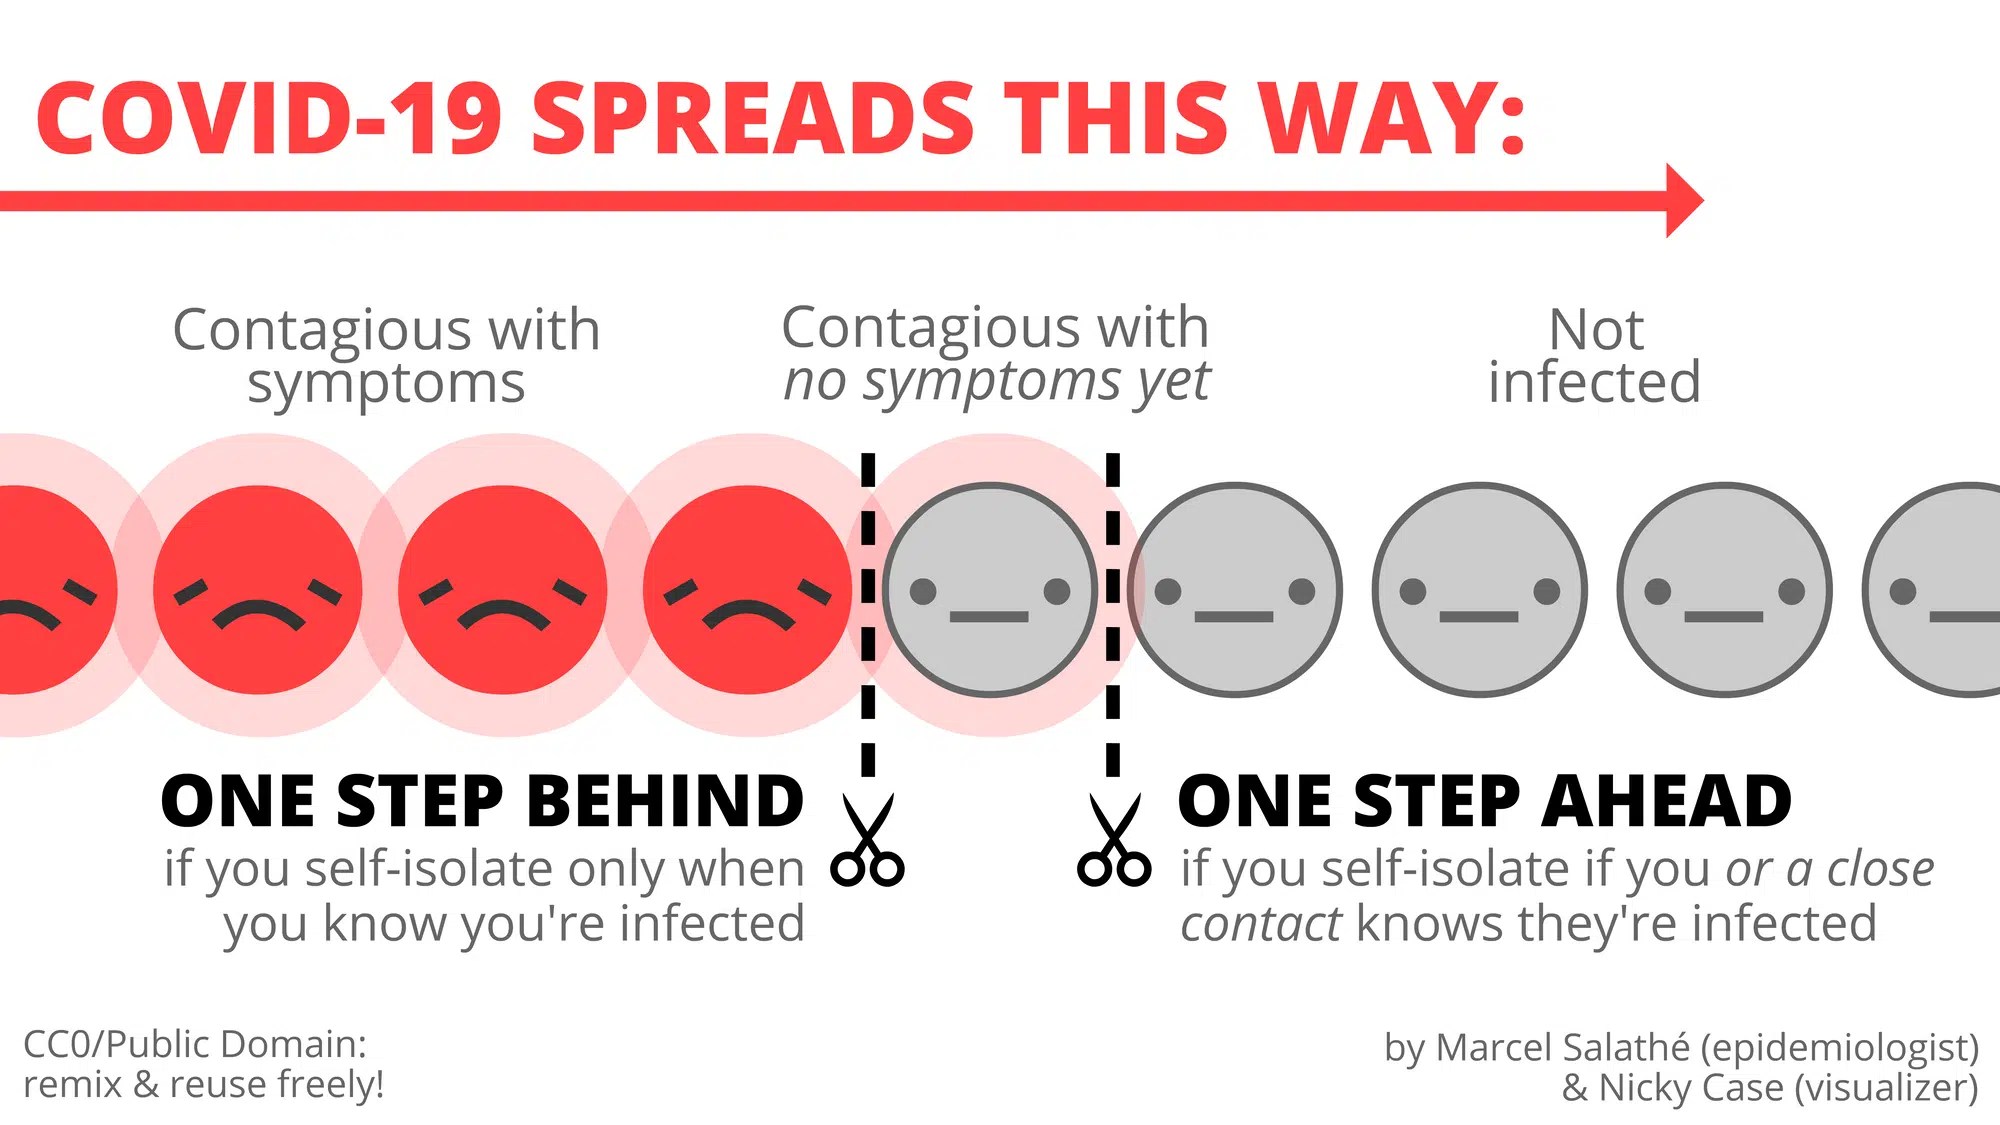 COVID-19 SPREADS THIS WAY:
Contagious with
symptoms
Contagious with
no symptoms yet
Not
infected
ONE STEP BEHIND
if you self-isolate only when
you know you're infected
ONE STEP AHEAD
if you self-isolate if you or a close
contact knows they're infected
CC0/Public Domain:
remix & reuse freely!
by Marcel Salathé (epidemiologist)
& Nicky Case (visualizer)